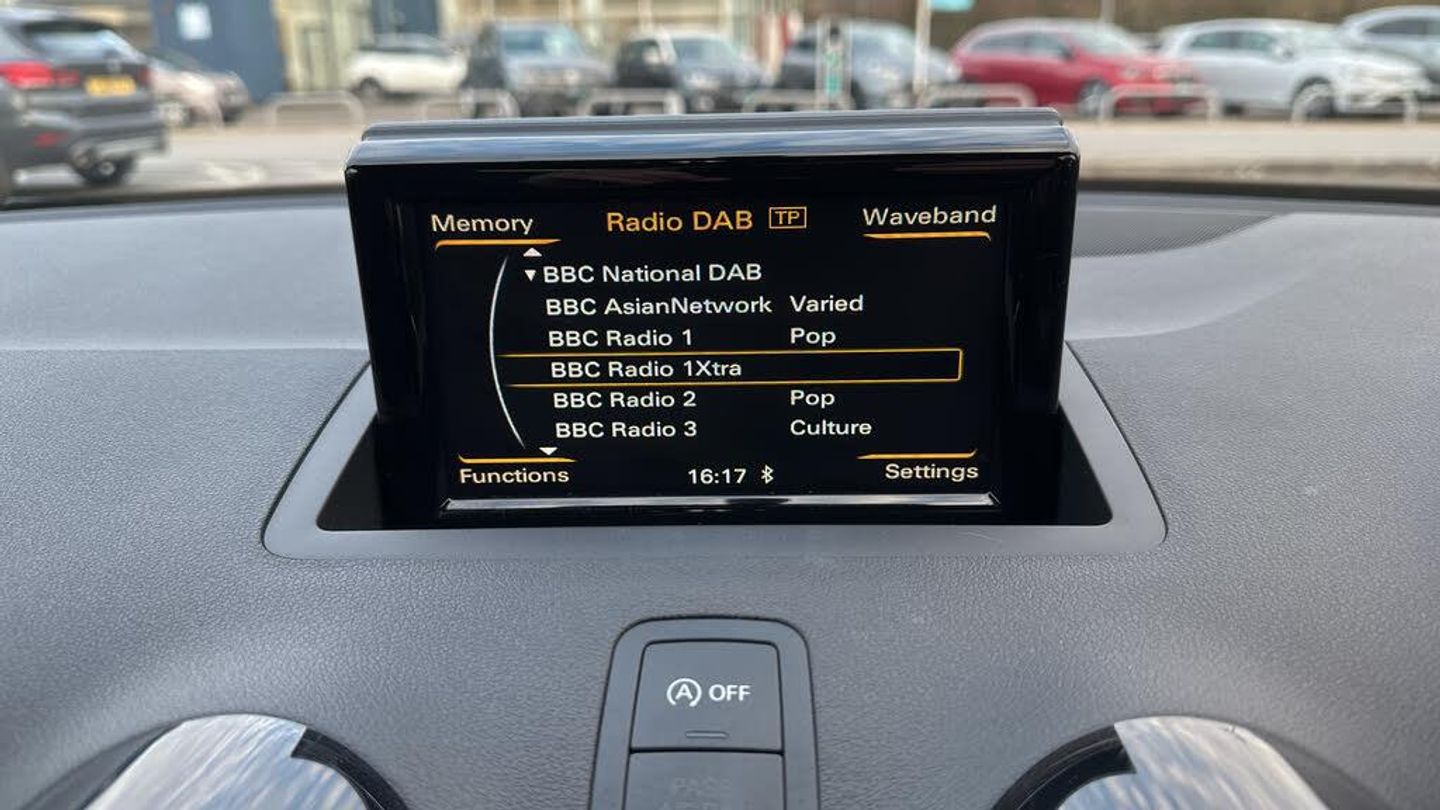 Memory Radio DAB TP Waveband
BBC National DAB
BBC AsianNetwork Varied
BBC Radio 1 Pop
BBC Radio 1Xtra
BBC Radio 2 Pop
BBC Radio 3 Culture
Functions 16:17 Settings
A OFF